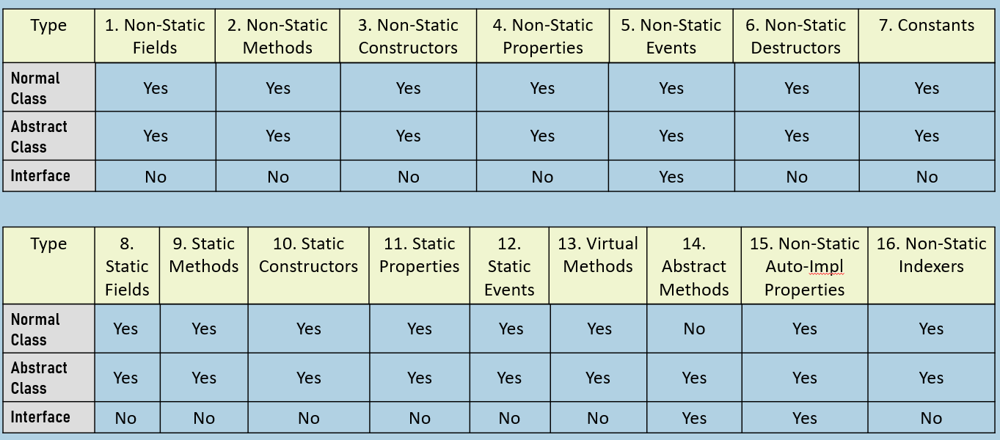 Type 1. Non-Static Fields 2. Non-Static Methods 3. Non-Static Constructors 4. Non-Static Properties 5. Non-Static Events 6. Non-Static Destructors 7. Constants
Normal Class Yes Yes Yes Yes Yes Yes Yes
Abstract Class Yes Yes Yes Yes Yes Yes Yes
Interface No No No No Yes No No
Type 8. Static Fields 9. Static Methods 10. Static Constructors 11. Static Properties 12. Static Events 13. Virtual Methods 14. Abstract Methods 15. Non-Static Auto-Impl Properties 16. Non-Static Indexers
Normal Class Yes Yes Yes Yes Yes Yes No Yes Yes
Abstract Class Yes Yes Yes Yes Yes Yes Yes Yes Yes
Interface No No No No No No Yes Yes No